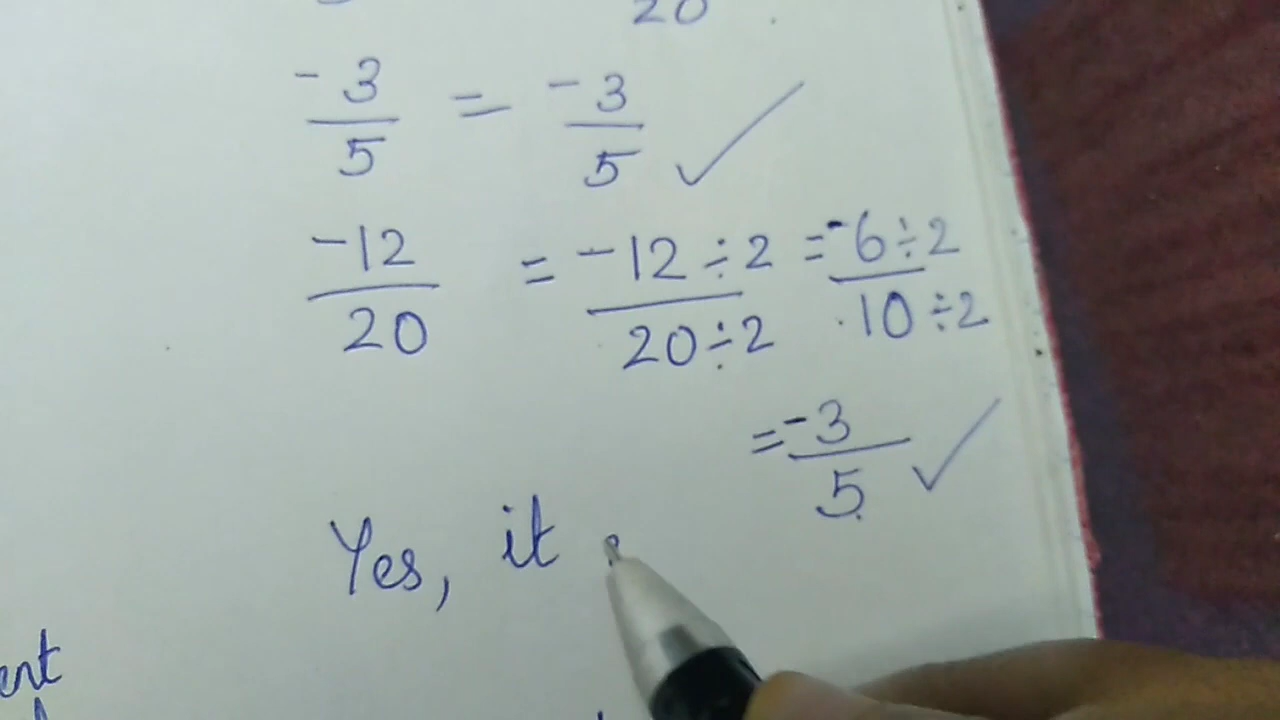 20
-3/5 = -3/5 ✓
-12/20 = -12÷2/20÷2 = -6÷2/10÷2
= -3/5 ✓
Yes, it
ent